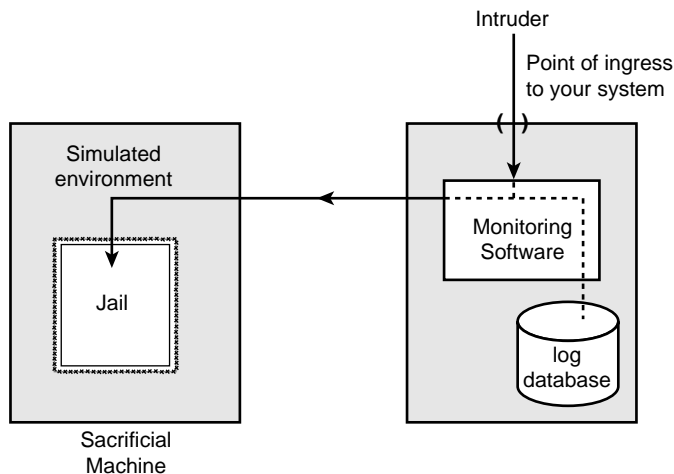 Intruder
Point of ingress
to your system
Simulated
environment
Monitoring
Software
Jail
log
database
Sacrificial
Machine